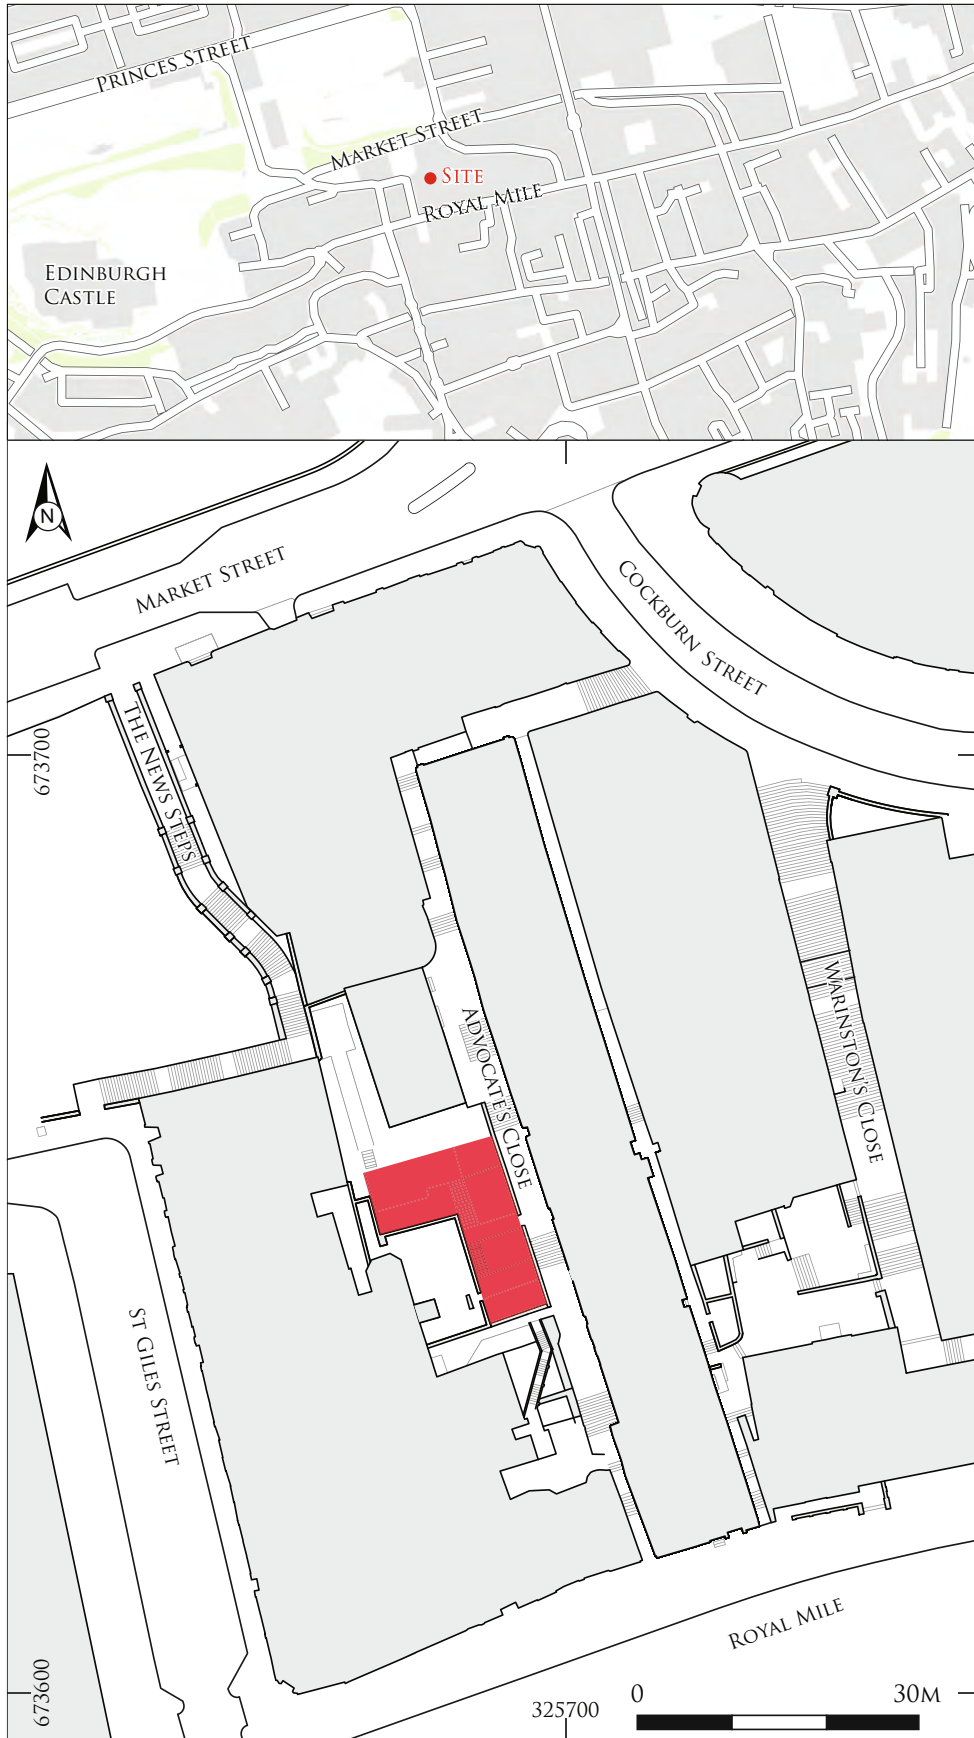 PRINCES STREET
MARKET STREET
SITE
ROYAL MILE
EDINBURGH
CASTLE
N
MARKET STREET
COCKBURN STREET
THE NEWS STEPS
673700
ADVOCATE'S CLOSE
WARINSTON'S CLOSE
ST GILES STREET
ROYAL MILE
673600
325700
0
30M